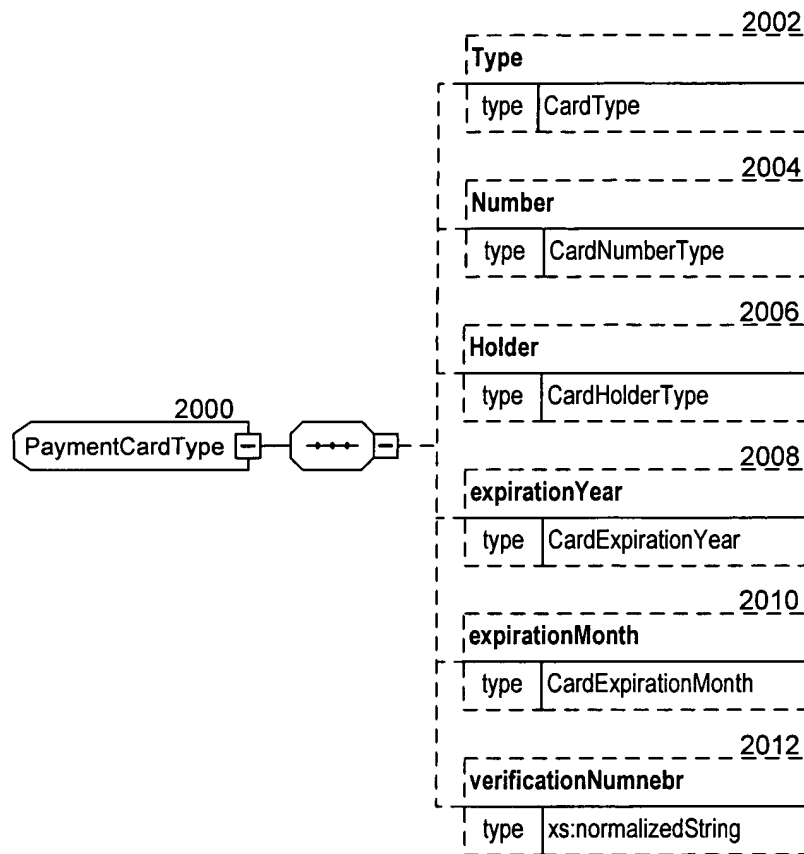 2002
Type
type CardType
2004
Number
type CardNumberType
2006
Holder
type CardHolderType
2000
PaymentCardType
2008
expirationYear
type CardExpirationYear
2010
expirationMonth
type CardExpirationMonth
2012
verificationNumnebr
type xs:normalizedString